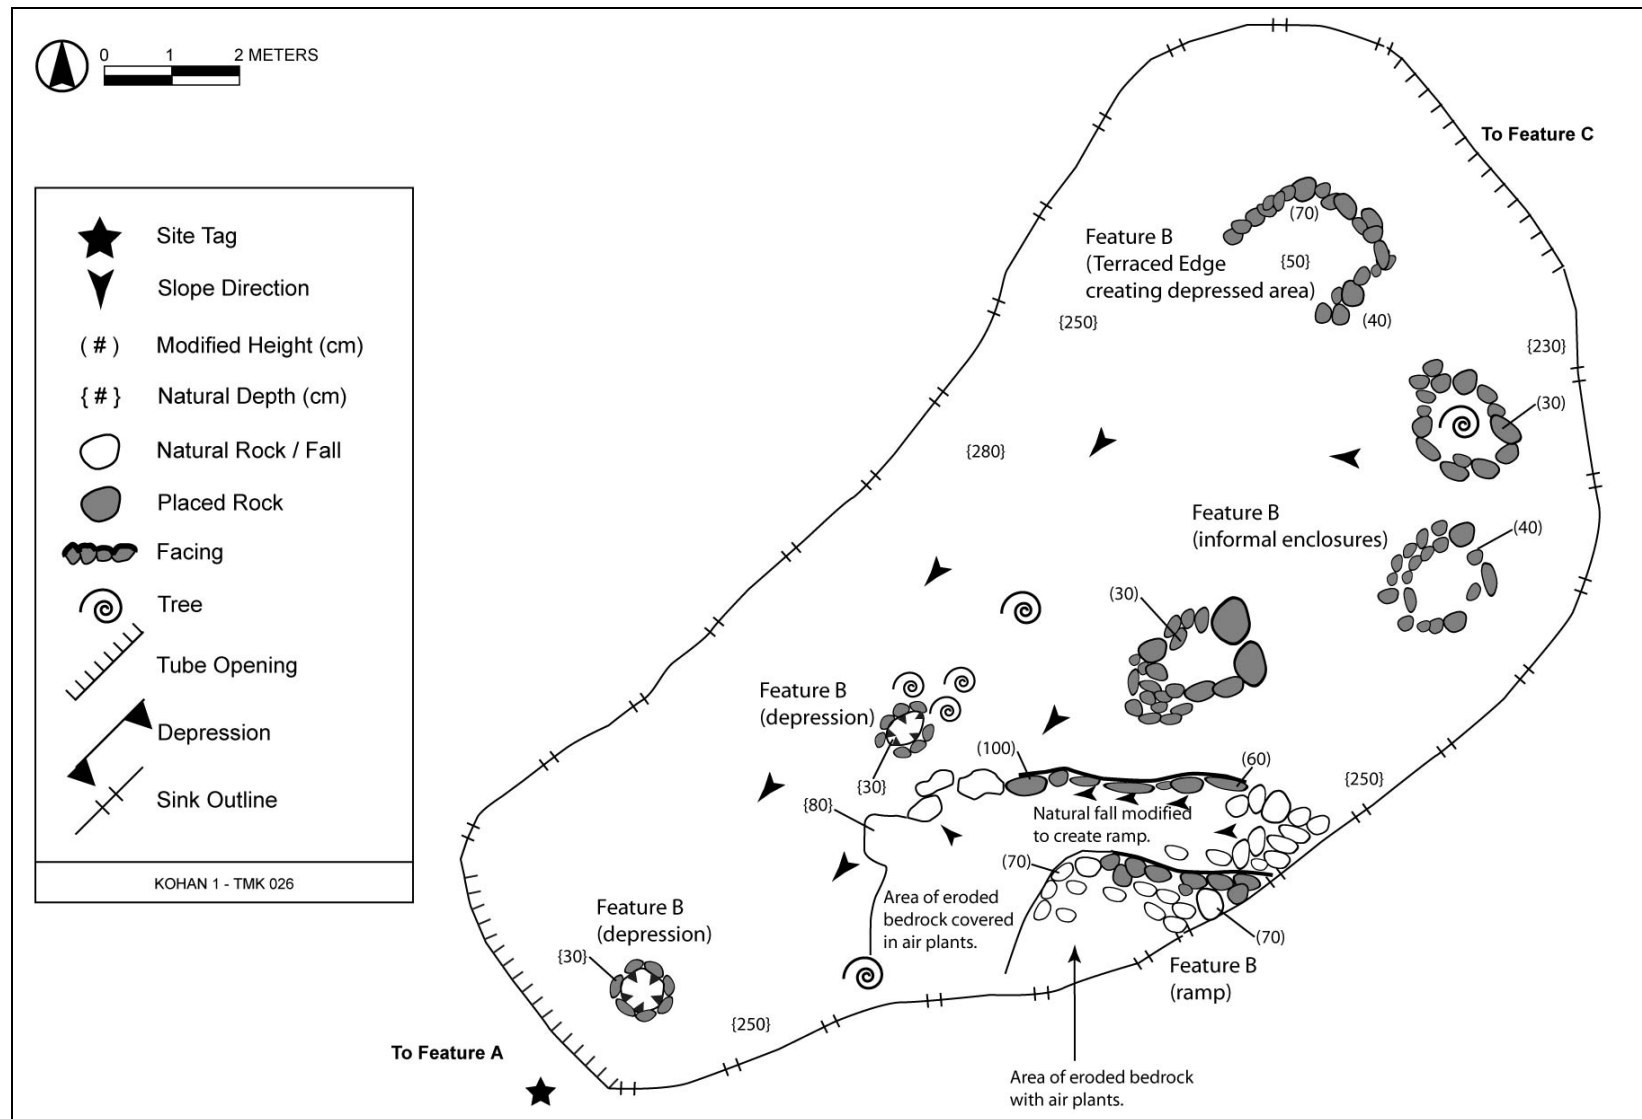 0 1 2 METERS
Site Tag
Slope Direction
( # ) Modified Height (cm)
{ # } Natural Depth (cm)
Natural Rock / Fall
Placed Rock
Facing
Tree
Tube Opening
Depression
Sink Outline
KOHAN 1 - TMK 026
To Feature C
(70)
Feature B
(Terraced Edge
creating depressed area)
{50}
(40)
{250}
{230}
(30)
{280}
Feature B
(informal enclosures)
(40)
(30)
Feature B
(depression)
{30}
(100)
(60)
{250}
{80}
Natural fall modified
to create ramp.
(70)
Area of eroded
bedrock covered
in air plants.
(70)
Feature B
(ramp)
Feature B
(depression)
{30}
{250}
To Feature A
Area of eroded bedrock
with air plants.